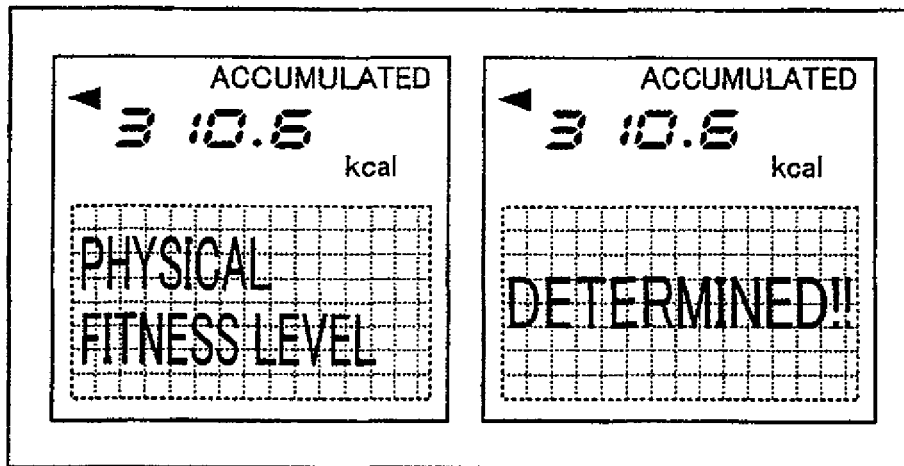 ACCUMULATED
310.6
kcal
PHYSICAL
FITNESS LEVEL
ACCUMULATED
310.6
kcal
DETERMINED!!